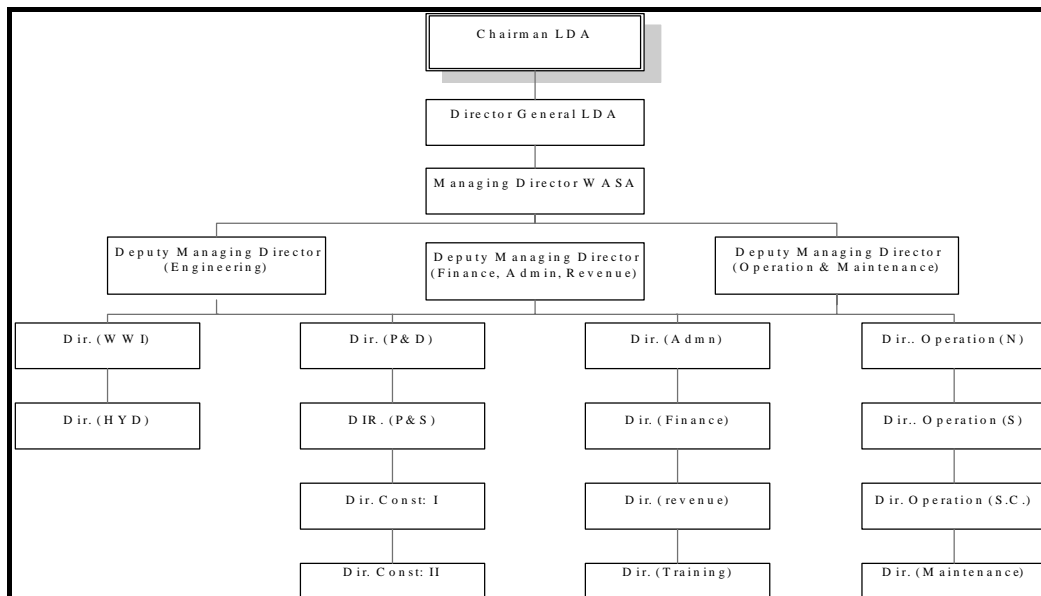 Chairman LDA
Director General LDA
Managing Director WASA
Deputy Managing Director
(Engineering)
Deputy Managing Director
(Finance, Admin, Revenue)
Deputy Managing Director
(Operation & Maintenance)
Dir. (WWI)
Dir. (P&D)
Dir. (Admn)
Dir.. Operation (N)
Dir. (HYD)
DIR. (P&S)
Dir. (Finance)
Dir.. Operation (S)
Dir. Const: I
Dir. (revenue)
Dir. Operation (S.C.)
Dir. Const: II
Dir. (Training)
Dir. (Maintenance)